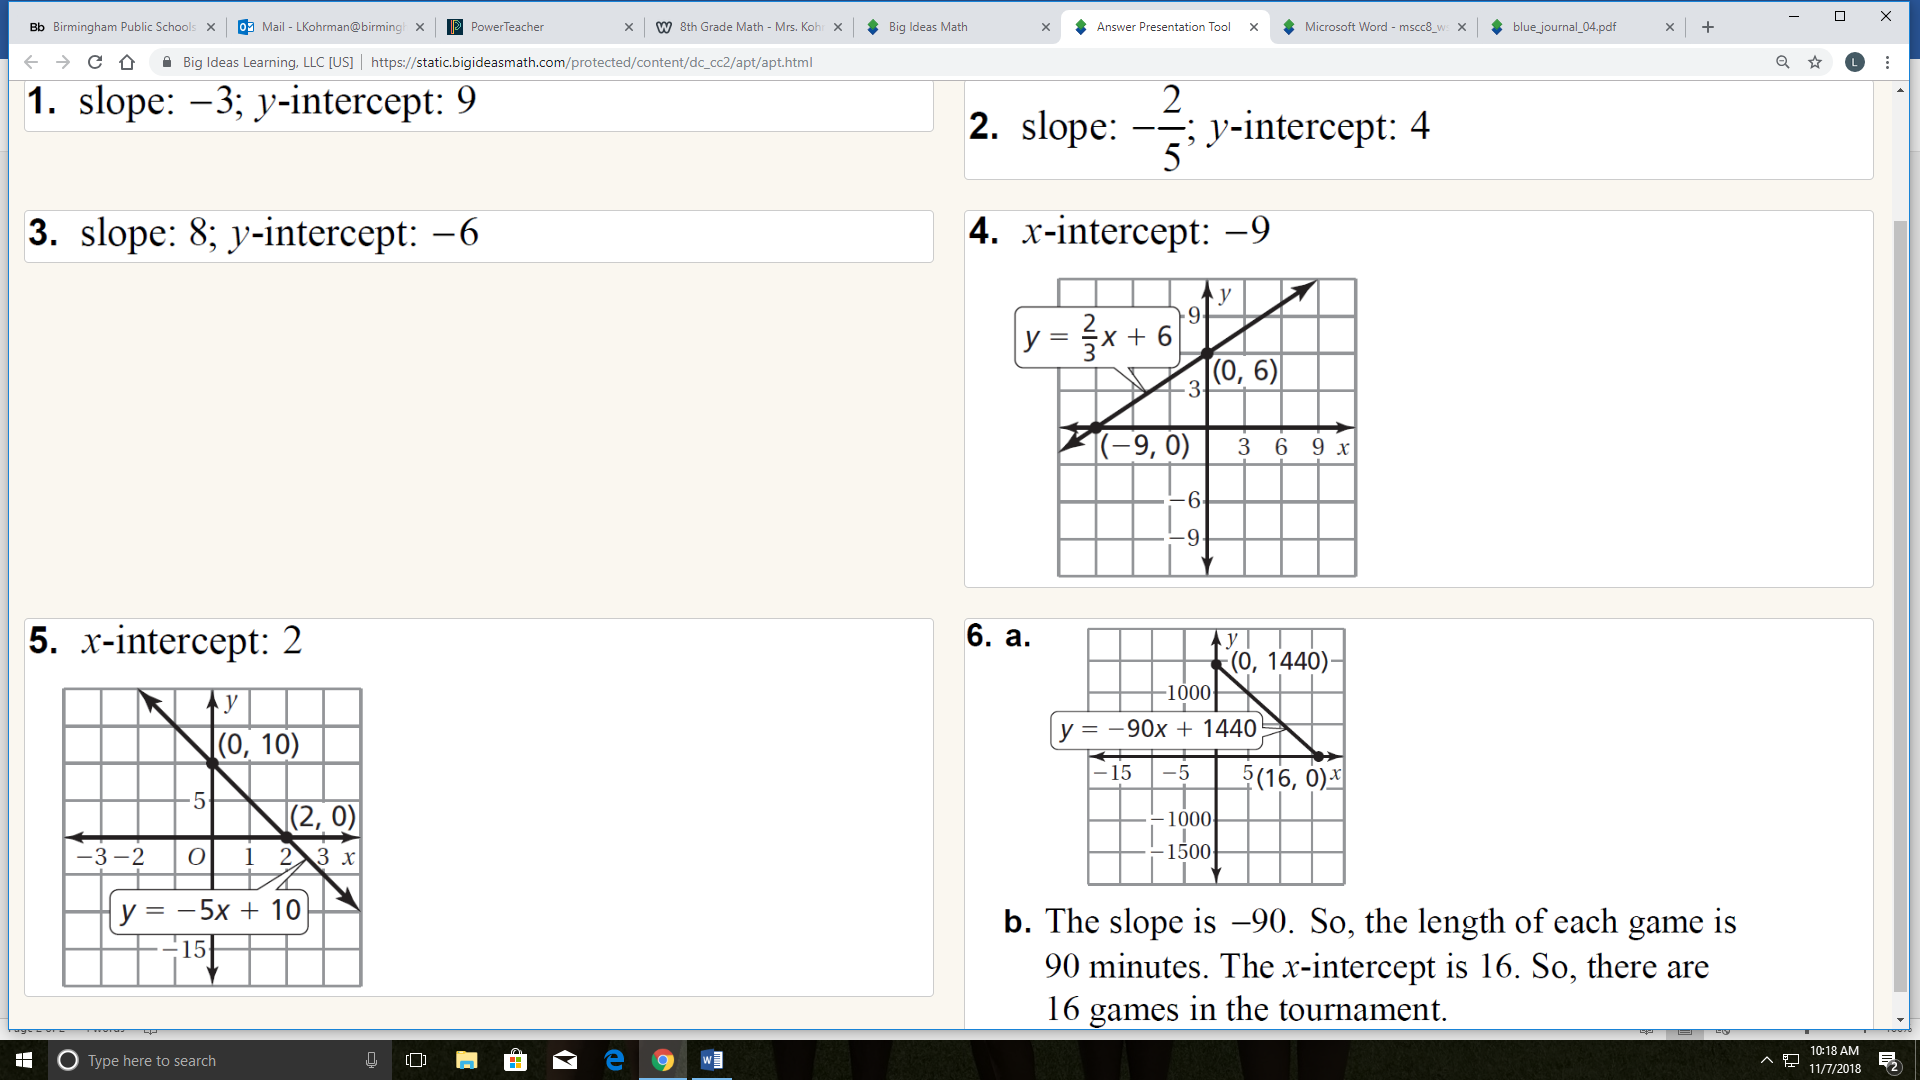 Bb Birmingham Public Schools
Mail - LKohrman@birmingh
PowerTeacher
8th Grade Math - Mrs. Koh
Big Ideas Math
Answer Presentation Tool
Microsoft Word - mscc8_w
blue_journal_04.pdf
Big Ideas Learning, LLC [US] | https://static.bigideasmath.com/protected/content/dc_cc2/apt/apt.html
L
1. slope: −3; y-intercept: 9
2. slope: −2/5; y-intercept: 4
3. slope: 8; y-intercept: −6
4. x-intercept: −9
y
9
y = 2/3 x + 6
(0, 6)
3
(−9, 0)
3 6 9 x
−6
−9
5. x-intercept: 2
y
(0, 10)
5
(2, 0)
−3 −2 O 1 2 3 x
y = −5x + 10
−15
6. a.
y
(0, 1440)
1000
y = −90x + 1440
−15 −5 5 (16, 0) x
−1000
−1500
b. The slope is −90. So, the length of each game is
90 minutes. The x-intercept is 16. So, there are
16 games in the tournament.
Type here to search
10:18 AM
11/7/2018
2